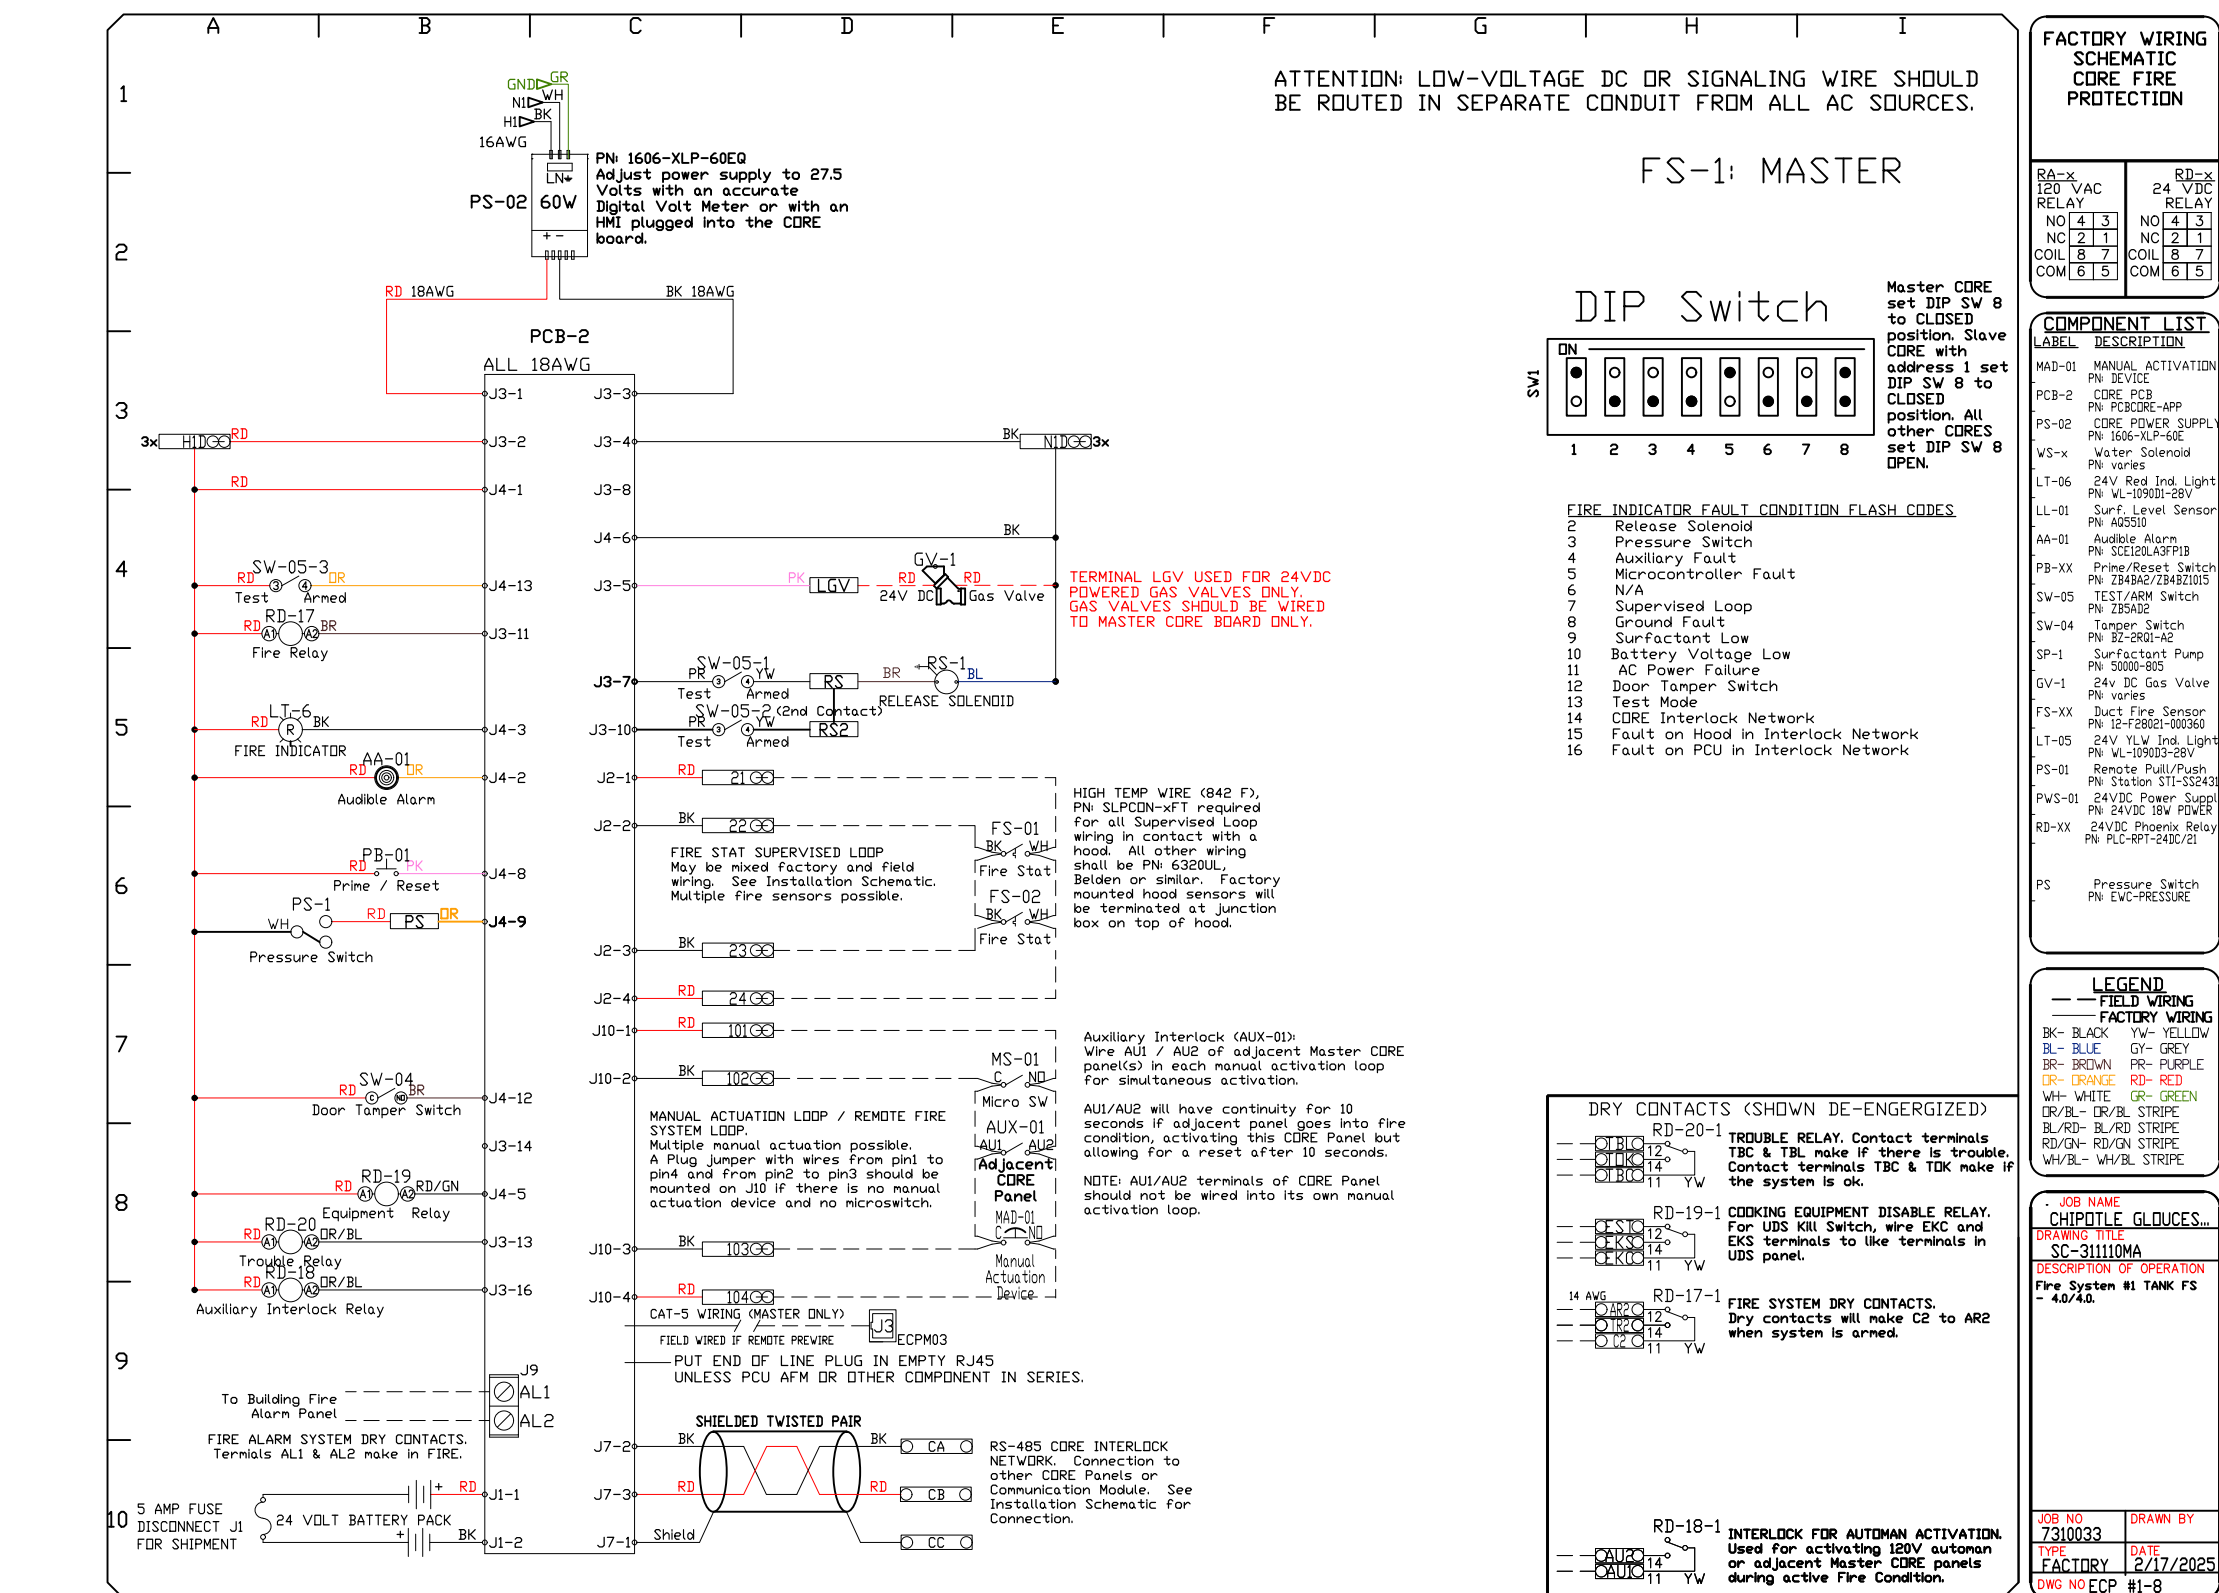 A B C D E F G H I
1
2
3
4
5
6
7
8
9
10
ATTENTION: LOW-VOLTAGE DC OR SIGNALING WIRE SHOULD
BE ROUTED IN SEPARATE CONDUIT FROM ALL AC SOURCES.
FS-1: MASTER
GND GR
N1 WH
H1 BK
16AWG
LN
PS-02 60W
+ -
PN: 1606-XLP-60EQ
Adjust power supply to 27.5
Volts with an accurate
Digital Volt Meter or with an
HMI plugged into the CORE
board.
RD 18AWG
BK 18AWG
PCB-2
ALL 18AWG
J3-1
J3-3
3x H1D RD J3-2
J3-4 BK N1D 3x
RD J4-1
J3-8
J4-6 BK
SW-05-3
RD 3 4 OR J4-13
Test Armed
RD-17
RD A1 A2 BR J3-11
Fire Relay
LT-6
RD R BK J4-3
FIRE INDICATOR
AA-01
RD OR J4-2
Audible Alarm
PB-01
RD PK J4-8
Prime / Reset
PS-1
WH RD PS OR J4-9
Pressure Switch
SW-04
RD C NO BR J4-12
Door Tamper Switch
J3-14
RD-19
RD A1 A2 RD/GN J4-5
Equipment Relay
RD-20
RD A1 A2 OR/BL J3-13
Trouble Relay
RD-18
RD A1 A2 OR/BL J3-16
Auxiliary Interlock Relay
J9
AL1
AL2
To Building Fire
Alarm Panel
FIRE ALARM SYSTEM DRY CONTACTS.
Termials AL1 & AL2 make in FIRE.
+ RD J1-1
5 AMP FUSE
DISCONNECT J1
FOR SHIPMENT
24 VOLT BATTERY PACK
+ BK J1-2
J3-5 PK LGV RD GV-1 RD
24V DC Gas Valve
TERMINAL LGV USED FOR 24VDC
POWERED GAS VALVES ONLY.
GAS VALVES SHOULD BE WIRED
TO MASTER CORE BOARD ONLY.
SW-05-1
J3-7 PR 3 4 YW RS BR RS-1 BL
Test Armed
RELEASE SOLENOID
SW-05-2 (2nd Contact)
J3-10 PR 3 4 YW RS2
Test Armed
J2-1 RD 21
J2-2 BK 22
FIRE STAT SUPERVISED LOOP
May be mixed factory and field
wiring. See Installation Schematic.
Multiple fire sensors possible.
FS-01
BK WH
Fire Stat
FS-02
BK WH
Fire Stat
J2-3 BK 23
J2-4 RD 24
HIGH TEMP WIRE (842 F),
PN: SLPCON-xFT required
for all Supervised Loop
wiring in contact with a
hood. All other wiring
shall be PN: 6320UL,
Belden or similar. Factory
mounted hood sensors will
be terminated at junction
box on top of hood.
J10-1 RD 101
J10-2 BK 102
MS-01
C NO
Micro SW
AUX-01
AU1 AU2
Adjacent
CORE
Panel
MAD-01
C NO
Manual
Actuation
Device
MANUAL ACTUATION LOOP / REMOTE FIRE
SYSTEM LOOP.
Multiple manual actuation possible.
A Plug jumper with wires from pin1 to
pin4 and from pin2 to pin3 should be
mounted on J10 if there is no manual
actuation device and no microswitch.
J10-3 BK 103
J10-4 RD 104
Auxiliary Interlock (AUX-01):
Wire AU1 / AU2 of adjacent Master CORE
panel(s) in each manual activation loop
for simultaneous activation.
AU1/AU2 will have continuity for 10
seconds if adjacent panel goes into fire
condition, activating this CORE Panel but
allowing for a reset after 10 seconds.
NOTE: AU1/AU2 terminals of CORE Panel
should not be wired into its own manual
activation loop.
CAT-5 WIRING (MASTER ONLY)
FIELD WIRED IF REMOTE PREWIRE
J3
ECPM03
PUT END OF LINE PLUG IN EMPTY RJ45
UNLESS PCU AFM OR OTHER COMPONENT IN SERIES.
SHIELDED TWISTED PAIR
J7-2 BK BK CA
J7-3 RD RD CB
J7-1 Shield CC
RS-485 CORE INTERLOCK
NETWORK. Connection to
other CORE Panels or
Communication Module. See
Installation Schematic for
Connection.
DIP Switch
ON
SW1
1 2 3 4 5 6 7 8
Master CORE
set DIP SW 8
to CLOSED
position. Slave
CORE with
address 1 set
DIP SW 8 to
CLOSED
position. All
other CORES
set DIP SW 8
OPEN.
FIRE INDICATOR FAULT CONDITION FLASH CODES
2 Release Solenoid
3 Pressure Switch
4 Auxiliary Fault
5 Microcontroller Fault
6 N/A
7 Supervised Loop
8 Ground Fault
9 Surfactant Low
10 Battery Voltage Low
11 AC Power Failure
12 Door Tamper Switch
13 Test Mode
14 CORE Interlock Network
15 Fault on Hood in Interlock Network
16 Fault on PCU in Interlock Network
DRY CONTACTS (SHOWN DE-ENGERGIZED)
TBL
TOK
TBC
RD-20-1
12
14
11 YW
TROUBLE RELAY. Contact terminals
TBC & TBL make if there is trouble.
Contact terminals TBC & TOK make if
the system is ok.
EST
EKS
EKC
RD-19-1
12
14
11 YW
COOKING EQUIPMENT DISABLE RELAY.
For UDS Kill Switch, wire EKC and
EKS terminals to like terminals in
UDS panel.
14 AWG
AR2
TR2
C2
RD-17-1
12
14
11 YW
FIRE SYSTEM DRY CONTACTS.
Dry contacts will make C2 to AR2
when system is armed.
AU2
AU1
RD-18-1
14
11 YW
INTERLOCK FOR AUTOMAN ACTIVATION.
Used for activating 120V automan
or adjacent Master CORE panels
during active Fire Condition.
FACTORY WIRING
SCHEMATIC
CORE FIRE
PROTECTION
RA-x
120 VAC
RELAY
NO 4 3
NC 2 1
COIL 8 7
COM 6 5
RD-x
24 VDC
RELAY
NO 4 3
NC 2 1
COIL 8 7
COM 6 5
COMPONENT LIST
LABEL DESCRIPTION
MAD-01 MANUAL ACTIVATION
PN: DEVICE
PCB-2 CORE PCB
PN: PCBCORE-APP
PS-02 CORE POWER SUPPLY
PN: 1606-XLP-60E
WS-x Water Solenoid
PN: varies
LT-06 24V Red Ind. Light
PN: WL-1090D1-28V
LL-01 Surf. Level Sensor
PN: AQ5510
AA-01 Audible Alarm
PN: SCE120LA3FP1B
PB-XX Prime/Reset Switch
PN: ZB4BA2/ZB4BZ1015
SW-05 TEST/ARM Switch
PN: ZB5AD2
SW-04 Tamper Switch
PN: BZ-2RQ1-A2
SP-1 Surfactant Pump
PN: 50000-805
GV-1 24v DC Gas Valve
PN: varies
FS-XX Duct Fire Sensor
PN: 12-F28021-000360
LT-05 24V YLW Ind. Light
PN: WL-1090D3-28V
PS-01 Remote Pull/Push
PN: Station STI-SS2431
PWS-01 24VDC Power Suppl
PN: 24VDC 18W POWER
RD-XX 24VDC Phoenix Relay
PN: PLC-RPT-24DC/21
PS Pressure Switch
PN: EWC-PRESSURE
LEGEND
FIELD WIRING
FACTORY WIRING
BK- BLACK YW- YELLOW
BL- BLUE GY- GREY
BR- BROWN PR- PURPLE
OR- ORANGE RD- RED
WH- WHITE GR- GREEN
OR/BL- OR/BL STRIPE
BL/RD- BL/RD STRIPE
RD/GN- RD/GN STRIPE
WH/BL- WH/BL STRIPE
JOB NAME
CHIPOTLE GLOUCES...
DRAWING TITLE
SC-311110MA
DESCRIPTION OF OPERATION
Fire System #1 TANK FS
- 4.0/4.0.
JOB NO
7310033
DRAWN BY
TYPE
FACTORY
DATE
2/17/2025
DWG NO ECP #1-8